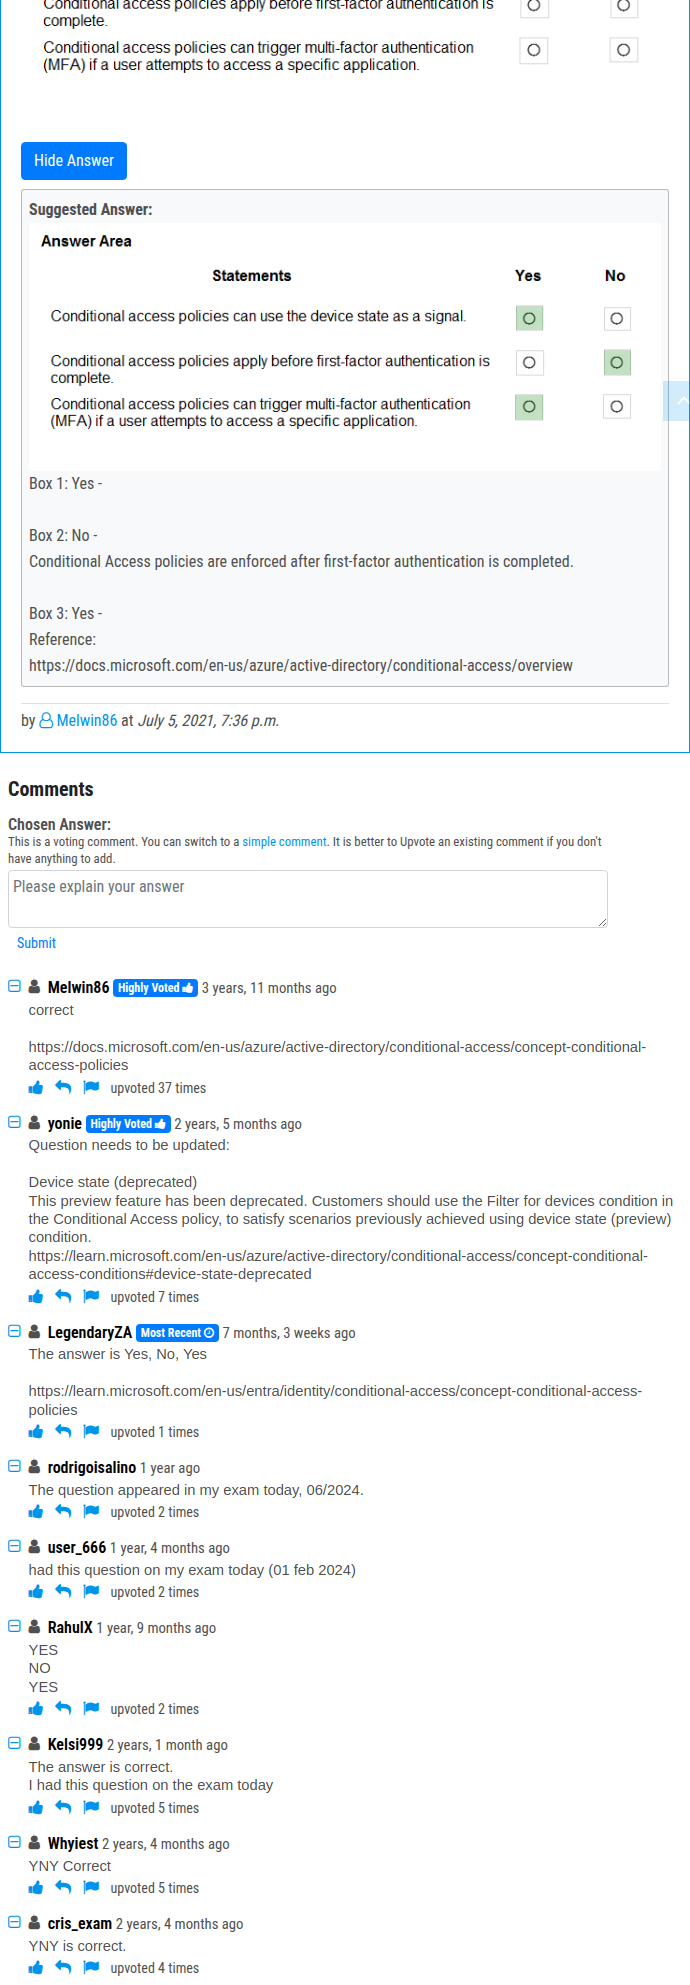 Conditional access policies apply before first-factor authentication is
complete.
Conditional access policies can trigger multi-factor authentication
(MFA) if a user attempts to access a specific application.
Hide Answer
Suggested Answer:
Answer Area
Statements Yes No
Conditional access policies can use the device state as a signal.
Conditional access policies apply before first-factor authentication is
complete.
Conditional access policies can trigger multi-factor authentication
(MFA) if a user attempts to access a specific application.
Box 1: Yes -
Box 2: No -
Conditional Access policies are enforced after first-factor authentication is completed.
Box 3: Yes -
Reference:
https://docs.microsoft.com/en-us/azure/active-directory/conditional-access/overview
by Melwin86 at July 5, 2021, 7:36 p.m.
Comments
Chosen Answer:
This is a voting comment. You can switch to a simple comment. It is better to Upvote an existing comment if you don't
have anything to add.
Please explain your answer
Submit
Melwin86 Highly Voted 3 years, 11 months ago
correct
https://docs.microsoft.com/en-us/azure/active-directory/conditional-access/concept-conditional-
access-policies
upvoted 37 times
yonie Highly Voted 2 years, 5 months ago
Question needs to be updated:
Device state (deprecated)
This preview feature has been deprecated. Customers should use the Filter for devices condition in
the Conditional Access policy, to satisfy scenarios previously achieved using device state (preview)
condition.
https://learn.microsoft.com/en-us/azure/active-directory/conditional-access/concept-conditional-
access-conditions#device-state-deprecated
upvoted 7 times
LegendaryZA Most Recent 7 months, 3 weeks ago
The answer is Yes, No, Yes
https://learn.microsoft.com/en-us/entra/identity/conditional-access/concept-conditional-access-
policies
upvoted 1 times
rodrigoisalino 1 year ago
The question appeared in my exam today, 06/2024.
upvoted 2 times
user_666 1 year, 4 months ago
had this question on my exam today (01 feb 2024)
upvoted 2 times
RahulX 1 year, 9 months ago
YES
NO
YES
upvoted 2 times
Kelsi999 2 years, 1 month ago
The answer is correct.
I had this question on the exam today
upvoted 5 times
Whyiest 2 years, 4 months ago
YNY Correct
upvoted 5 times
cris_exam 2 years, 4 months ago
YNY is correct.
upvoted 4 times